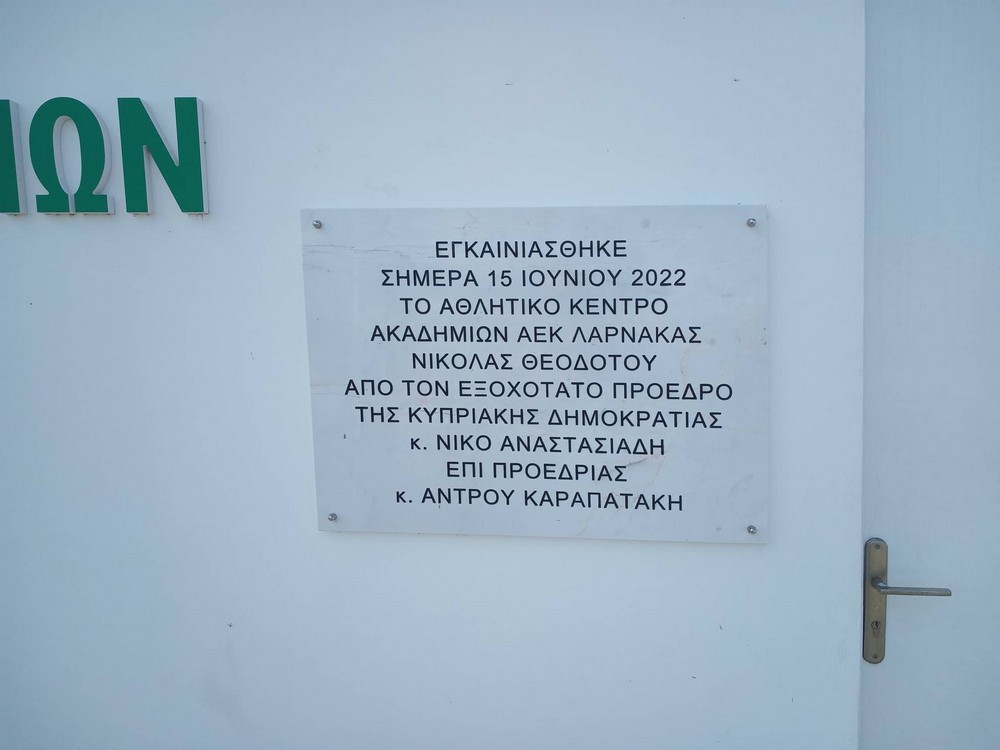 ΙΩΝ
ΕΓΚΑΙΝΙΑΣΘΗΚΕ
ΣΗΜΕΡΑ 15 ΙΟΥΝΙΟΥ 2022
ΤΟ ΑΘΛΗΤΙΚΟ ΚΕΝΤΡΟ
ΑΚΑΔΗΜΙΩΝ ΑΕΚ ΛΑΡΝΑΚΑΣ
ΝΙΚΟΛΑΣ ΘΕΟΔΟΤΟΥ
ΑΠΟ ΤΟΝ ΕΞΟΧΟΤΑΤΟ ΠΡΟΕΔΡΟ
ΤΗΣ ΚΥΠΡΙΑΚΗΣ ΔΗΜΟΚΡΑΤΙΑΣ
κ. ΝΙΚΟ ΑΝΑΣΤΑΣΙΑΔΗ
ΕΠΙ ΠΡΟΕΔΡΙΑΣ
κ. ΑΝΤΡΟΥ ΚΑΡΑΠΑΤΑΚΗ